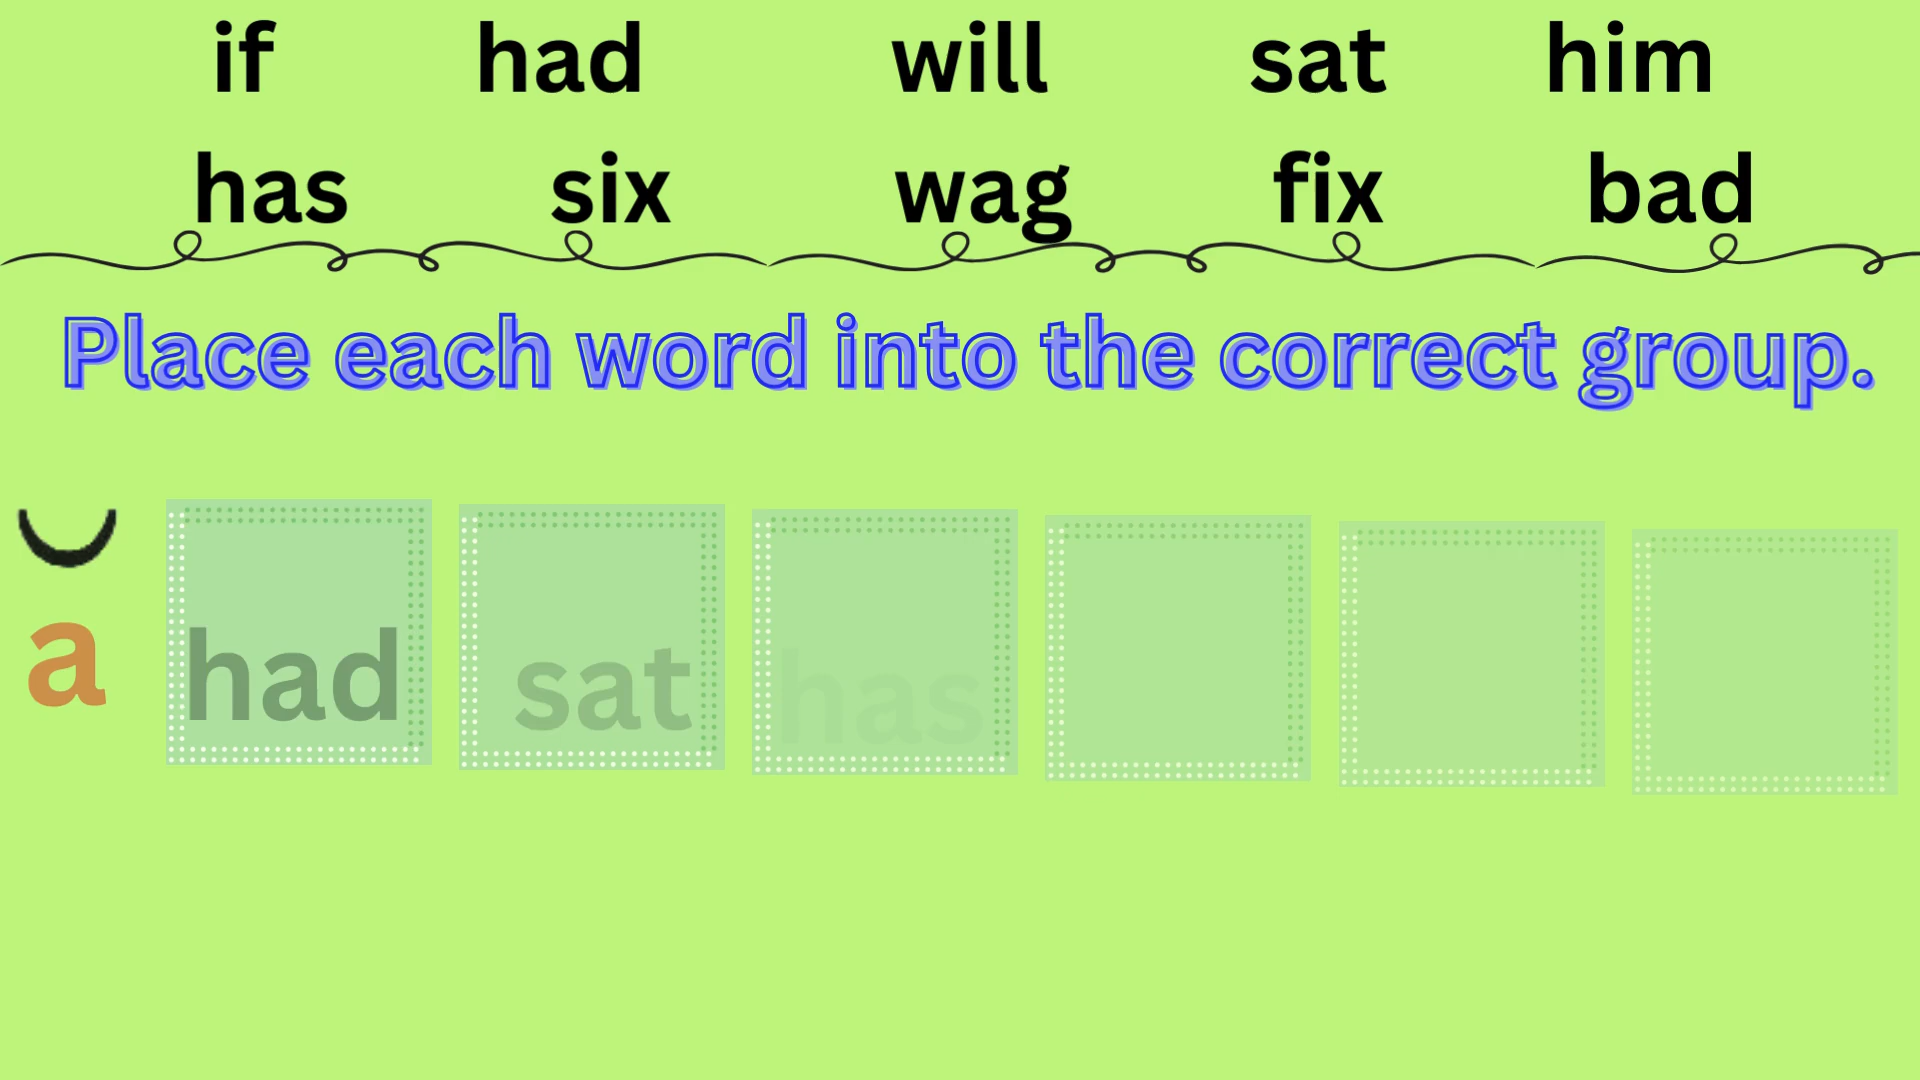 if had will sat him
has six wag fix bad
Place each word into the correct group.
a had sat has